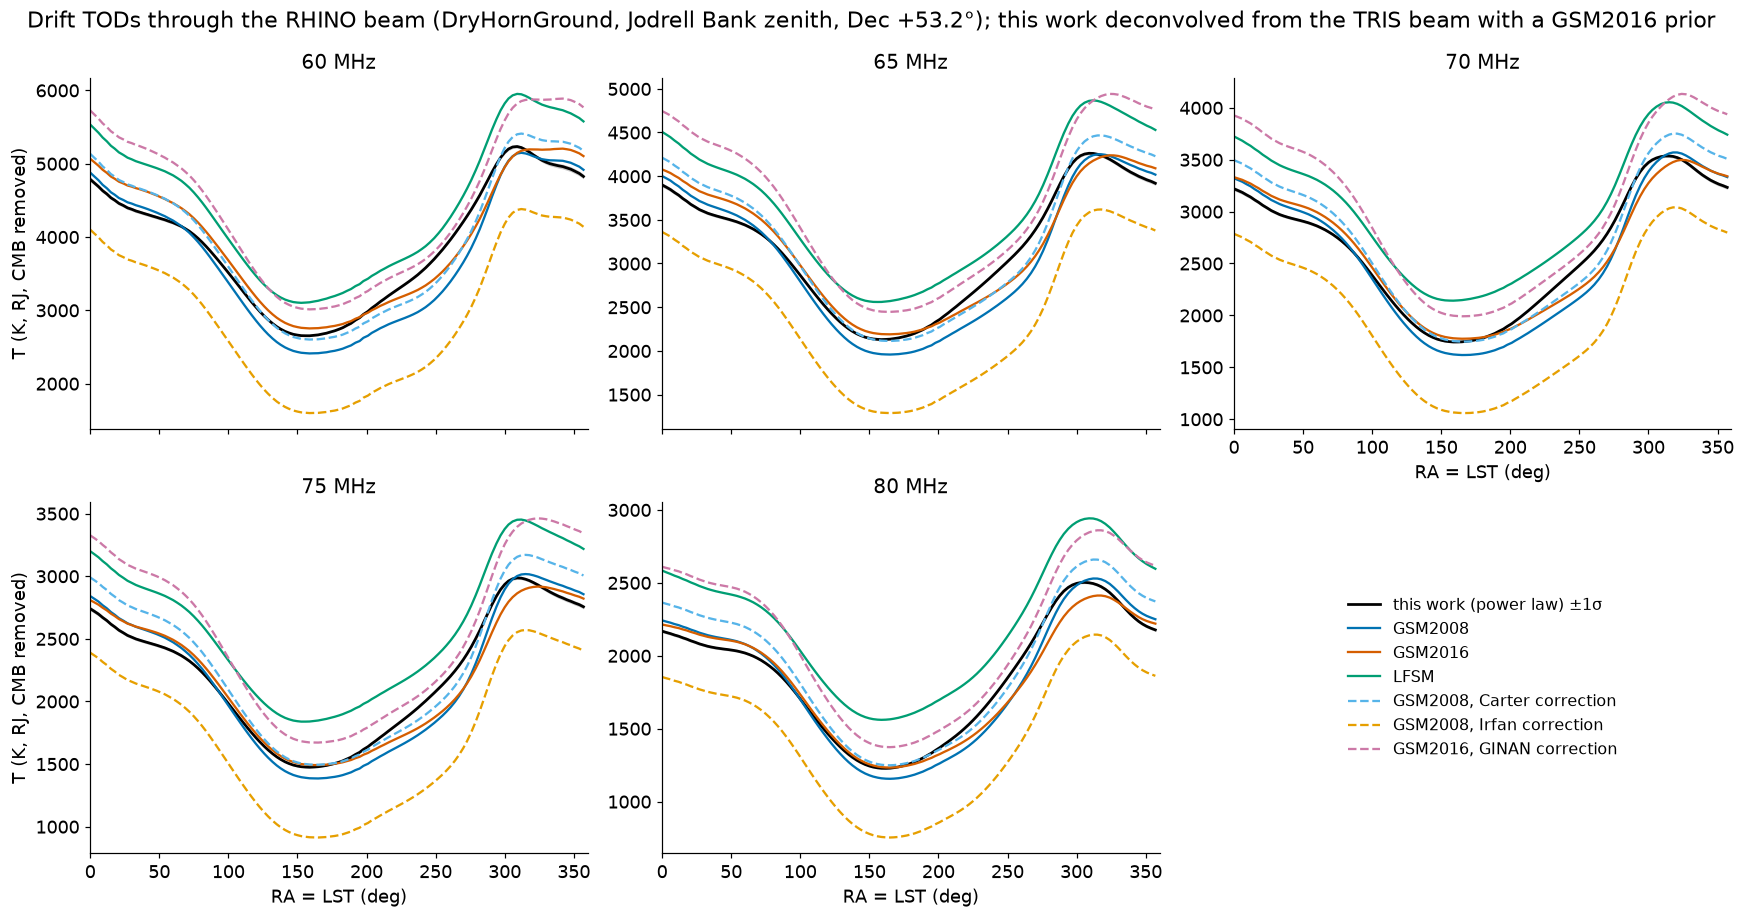 Drift TODs through the RHINO beam (DryHornGround, Jodrell Bank zenith, Dec +53.2°); this work deconvolved from the TRIS beam with a GSM2016 prior
60 MHz
65 MHz
70 MHz
T (K, RJ, CMB removed)
6000
5000
4000
3000
2000
5000
4500
4000
3500
3000
2500
2000
1500
4000
3500
3000
2500
2000
1500
1000
0 50 100 150 200 250 300 350
RA = LST (deg)
75 MHz
80 MHz
T (K, RJ, CMB removed)
3500
3000
2500
2000
1500
1000
3000
2500
2000
1500
1000
0 50 100 150 200 250 300 350
RA = LST (deg)
0 50 100 150 200 250 300 350
RA = LST (deg)
this work (power law) ±1σ
GSM2008
GSM2016
LFSM
GSM2008, Carter correction
GSM2008, Irfan correction
GSM2016, GINAN correction